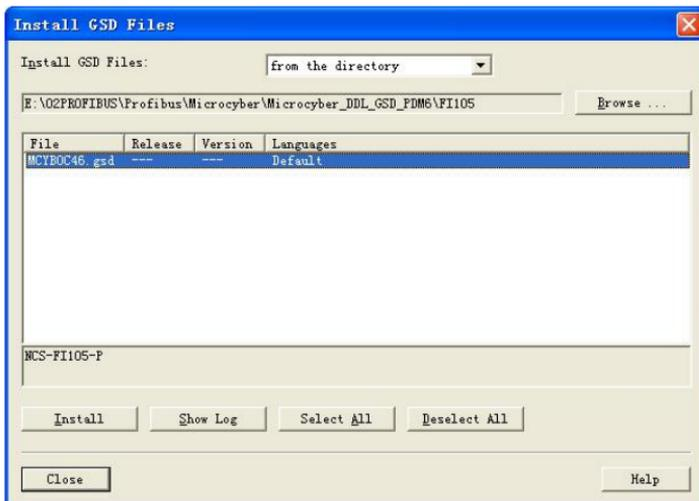 Install GSD Files
Install GSD Files:
from the directory
E:\02PROFIBUS\Profibus\Microcyber\Microcyber_DDL_GSD_PDM6\FI105
Browse ...
File Release Version Languages
MCYBOC46.gsd --- --- Default
NCS-FI105-P
Install Show Log Select All Deselect All
Close Help